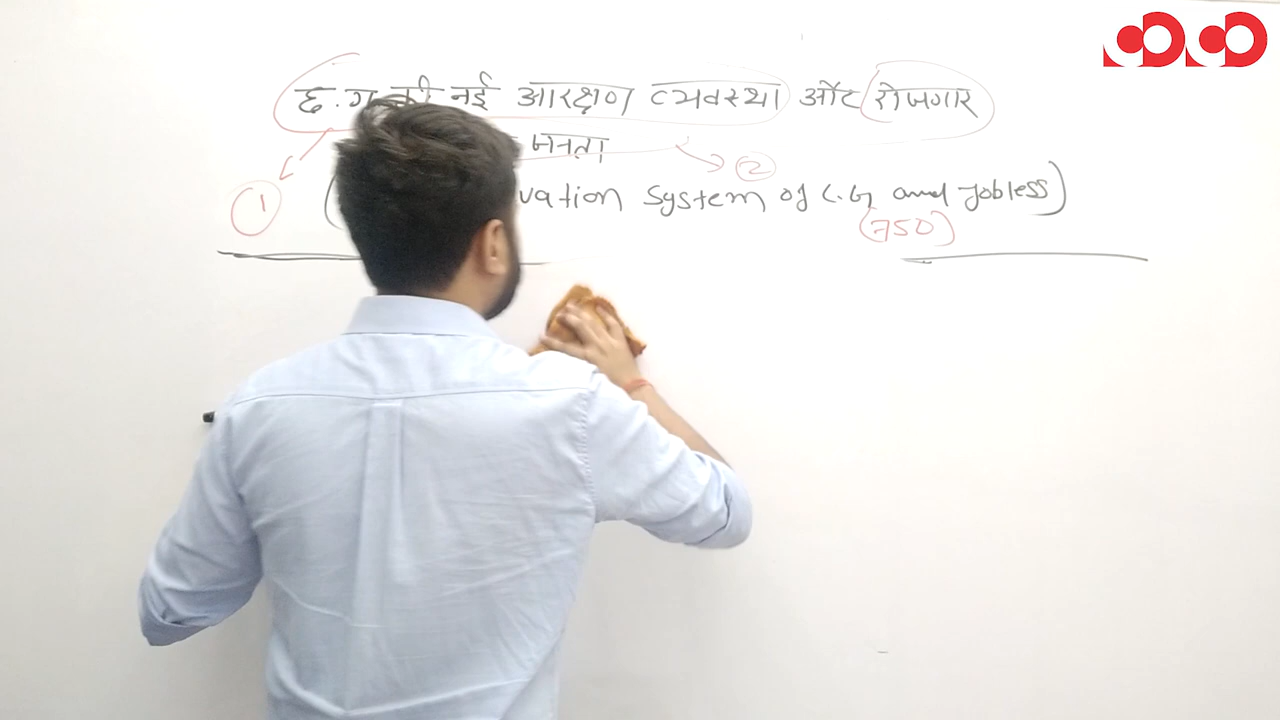 छ.ग की नई आरक्षण व्यवस्था और रोजगार
जनता
② 
① vation system of C.G and Jobless)
(750)